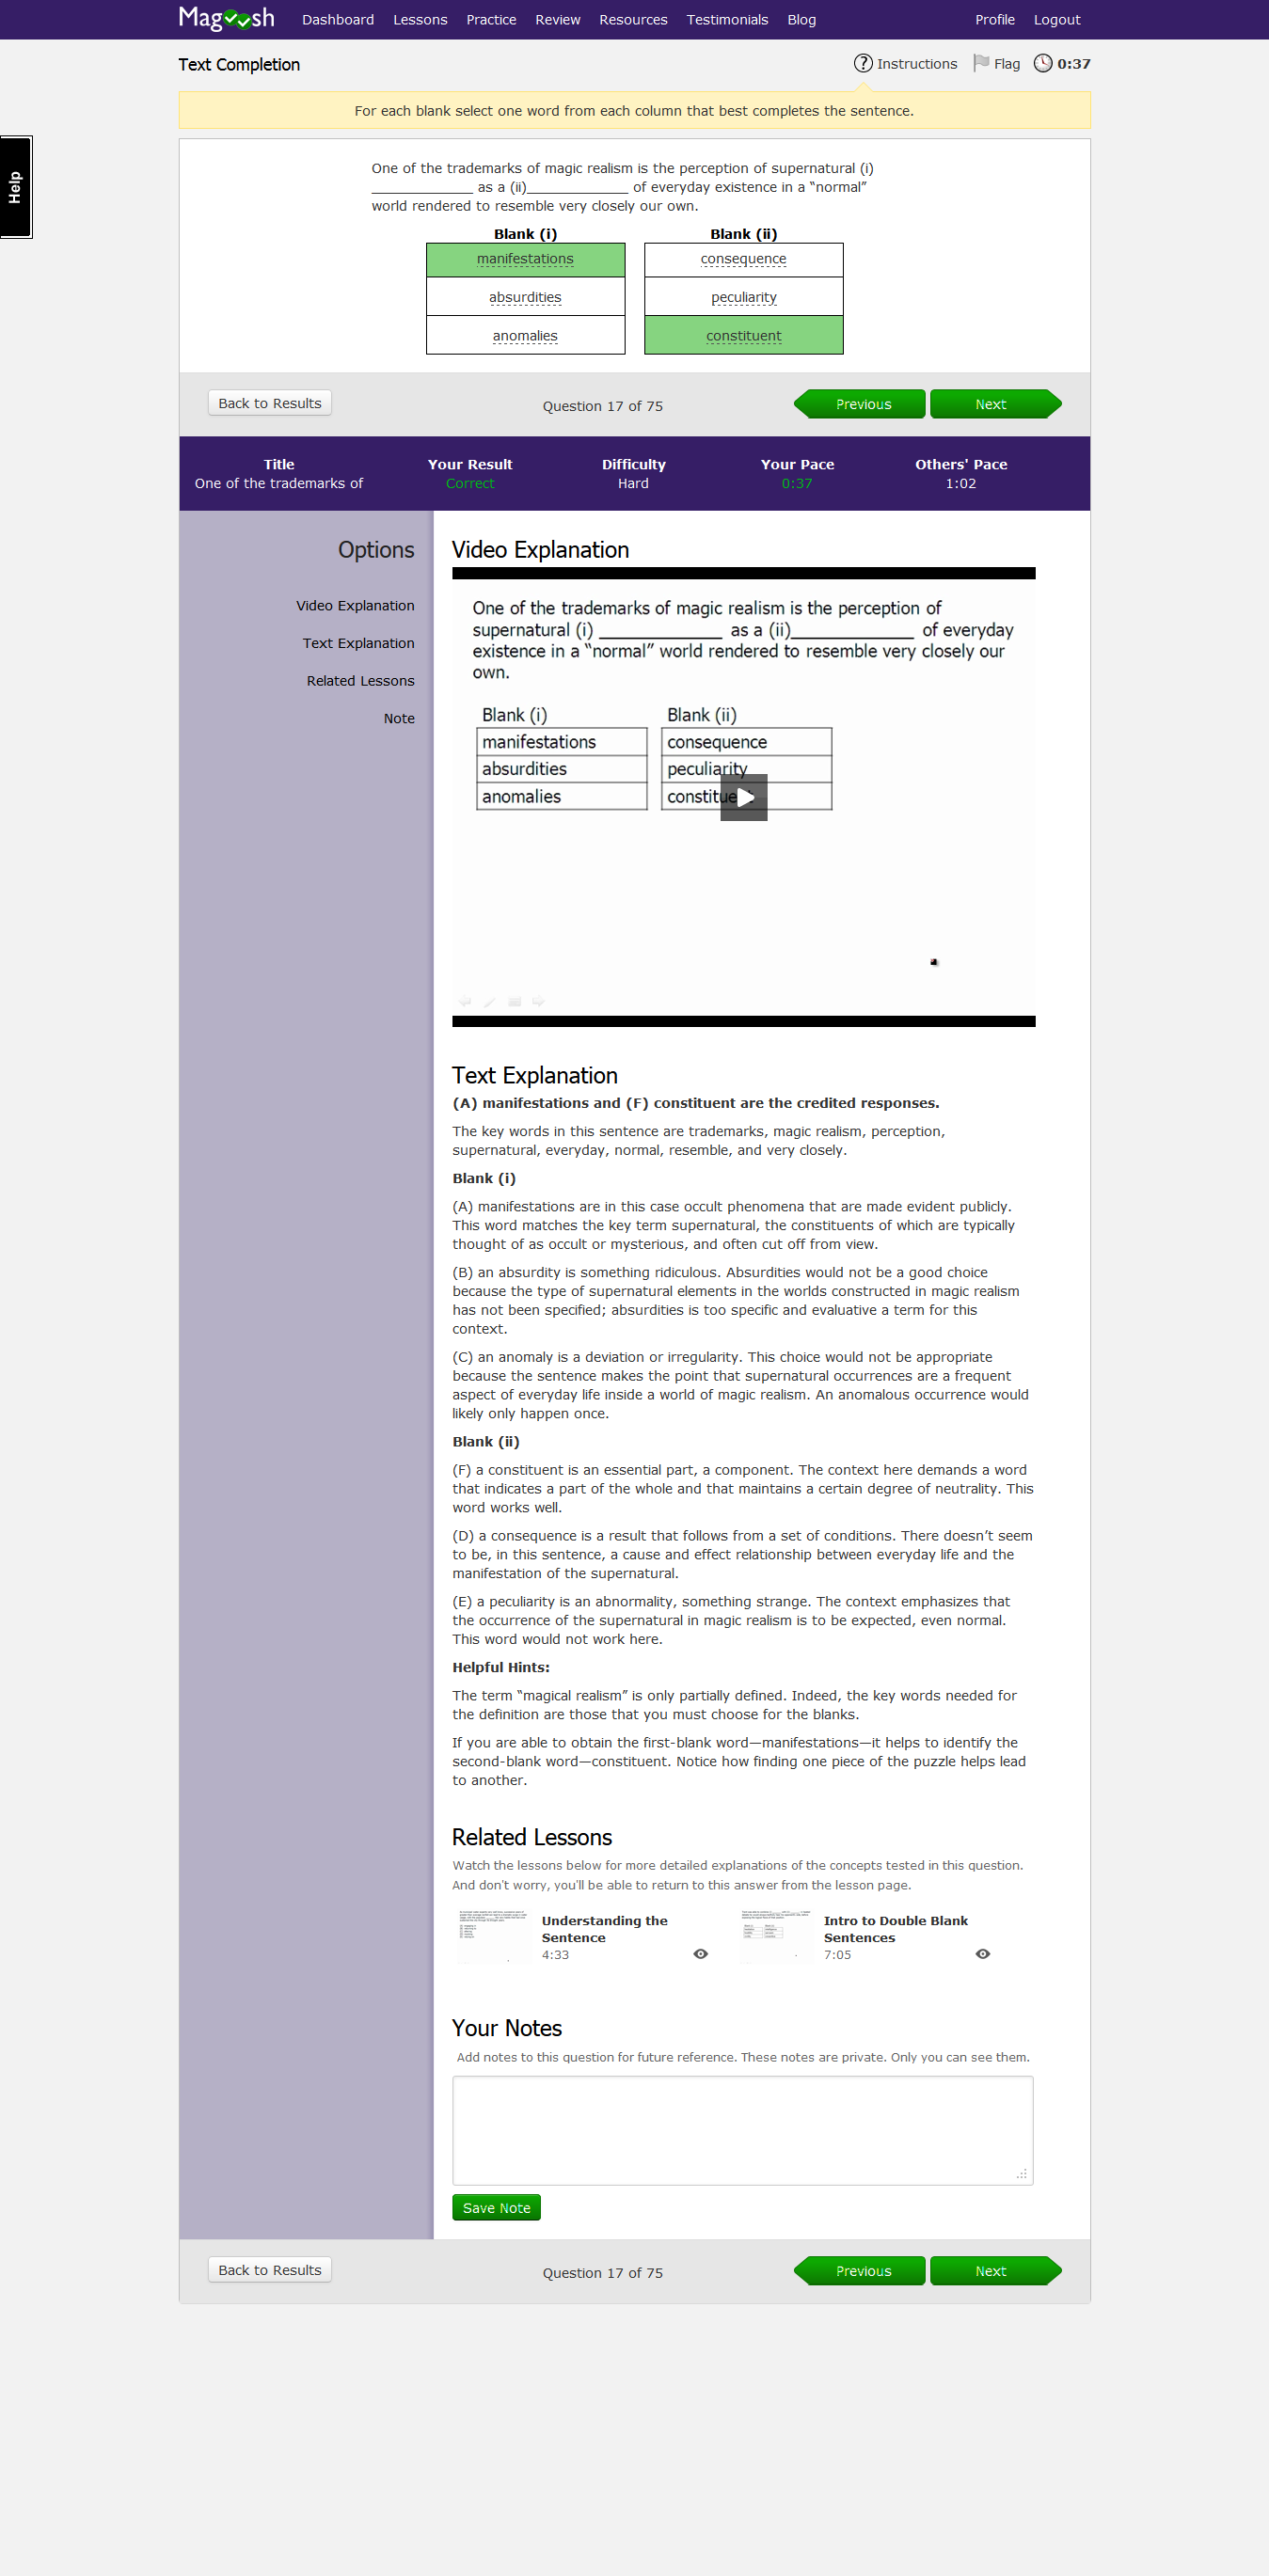 Magoosh Dashboard Lessons Practice Review Resources Testimonials Blog Profile Logout
Text Completion
Instructions Flag 0:37
For each blank select one word from each column that best completes the sentence.
Help
One of the trademarks of magic realism is the perception of supernatural (i)
______________ as a (ii)______________ of everyday existence in a “normal”
world rendered to resemble very closely our own.
Blank (i) Blank (ii)
manifestations consequence
absurdities peculiarity
anomalies constituent
Back to Results Question 17 of 75 Previous Next
Title Your Result Difficulty Your Pace Others' Pace
One of the trademarks of Correct Hard 0:37 1:02
Options
Video Explanation
Text Explanation
Related Lessons
Note
Video Explanation
One of the trademarks of magic realism is the perception of
supernatural (i) ______________ as a (ii)______________ of everyday
existence in a “normal” world rendered to resemble very closely our
own.
Blank (i) Blank (ii)
manifestations consequence
absurdities peculiarity
anomalies
Text Explanation
(A) manifestations and (F) constituent are the credited responses.
The key words in this sentence are trademarks, magic realism, perception,
supernatural, everyday, normal, resemble, and very closely.
Blank (i)
(A) manifestations are in this case occult phenomena that are made evident publicly.
This word matches the key term supernatural, the constituents of which are typically
thought of as occult or mysterious, and often cut off from view.
(B) an absurdity is something ridiculous. Absurdities would not be a good choice
because the type of supernatural elements in the worlds constructed in magic realism
has not been specified; absurdities is too specific and evaluative a term for this
context.
(C) an anomaly is a deviation or irregularity. This choice would not be appropriate
because the sentence makes the point that supernatural occurrences are a frequent
aspect of everyday life inside a world of magic realism. An anomalous occurrence would
likely only happen once.
Blank (ii)
(F) a constituent is an essential part, a component. The context here demands a word
that indicates a part of the whole and that maintains a certain degree of neutrality. This
word works well.
(D) a consequence is a result that follows from a set of conditions. There doesn’t seem
to be, in this sentence, a cause and effect relationship between everyday life and the
manifestation of the supernatural.
(E) a peculiarity is an abnormality, something strange. The context emphasizes that
the occurrence of the supernatural in magic realism is to be expected, even normal.
This word would not work here.
Helpful Hints:
The term “magical realism” is only partially defined. Indeed, the key words needed for
the definition are those that you must choose for the blanks.
If you are able to obtain the first-blank word—manifestations—it helps to identify the
second-blank word—constituent. Notice how finding one piece of the puzzle helps lead
to another.
Related Lessons
Watch the lessons below for more detailed explanations of the concepts tested in this question.
And don't worry, you'll be able to return to this answer from the lesson page.
Understanding the
Sentence
4:33
Intro to Double Blank
Sentences
7:05
Your Notes
Add notes to this question for future reference. These notes are private. Only you can see them.
Save Note
Back to Results Question 17 of 75 Previous Next